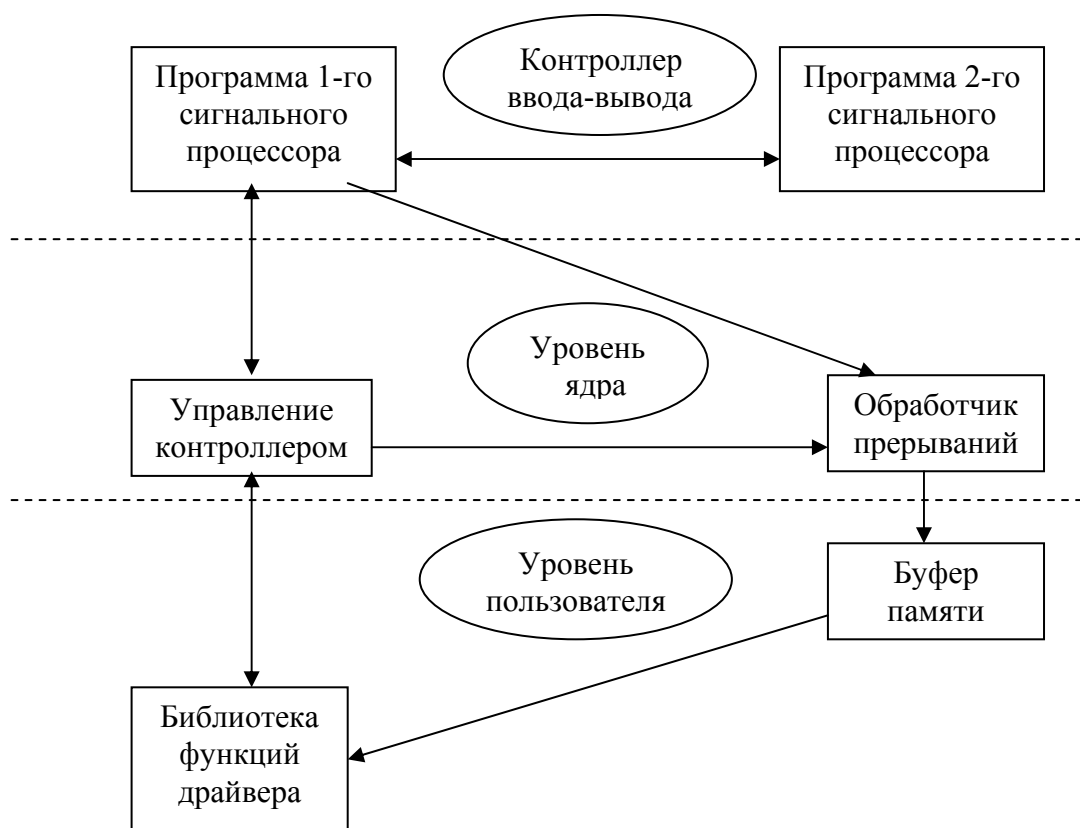 Программа 1-го
сигнального
процессора
Контроллер
ввода-вывода
Программа 2-го
сигнального
процессора
Уровень
ядра
Управление
контроллером
Обработчик
прерываний
Уровень
пользователя
Буфер
памяти
Библиотека
функций
драйвера